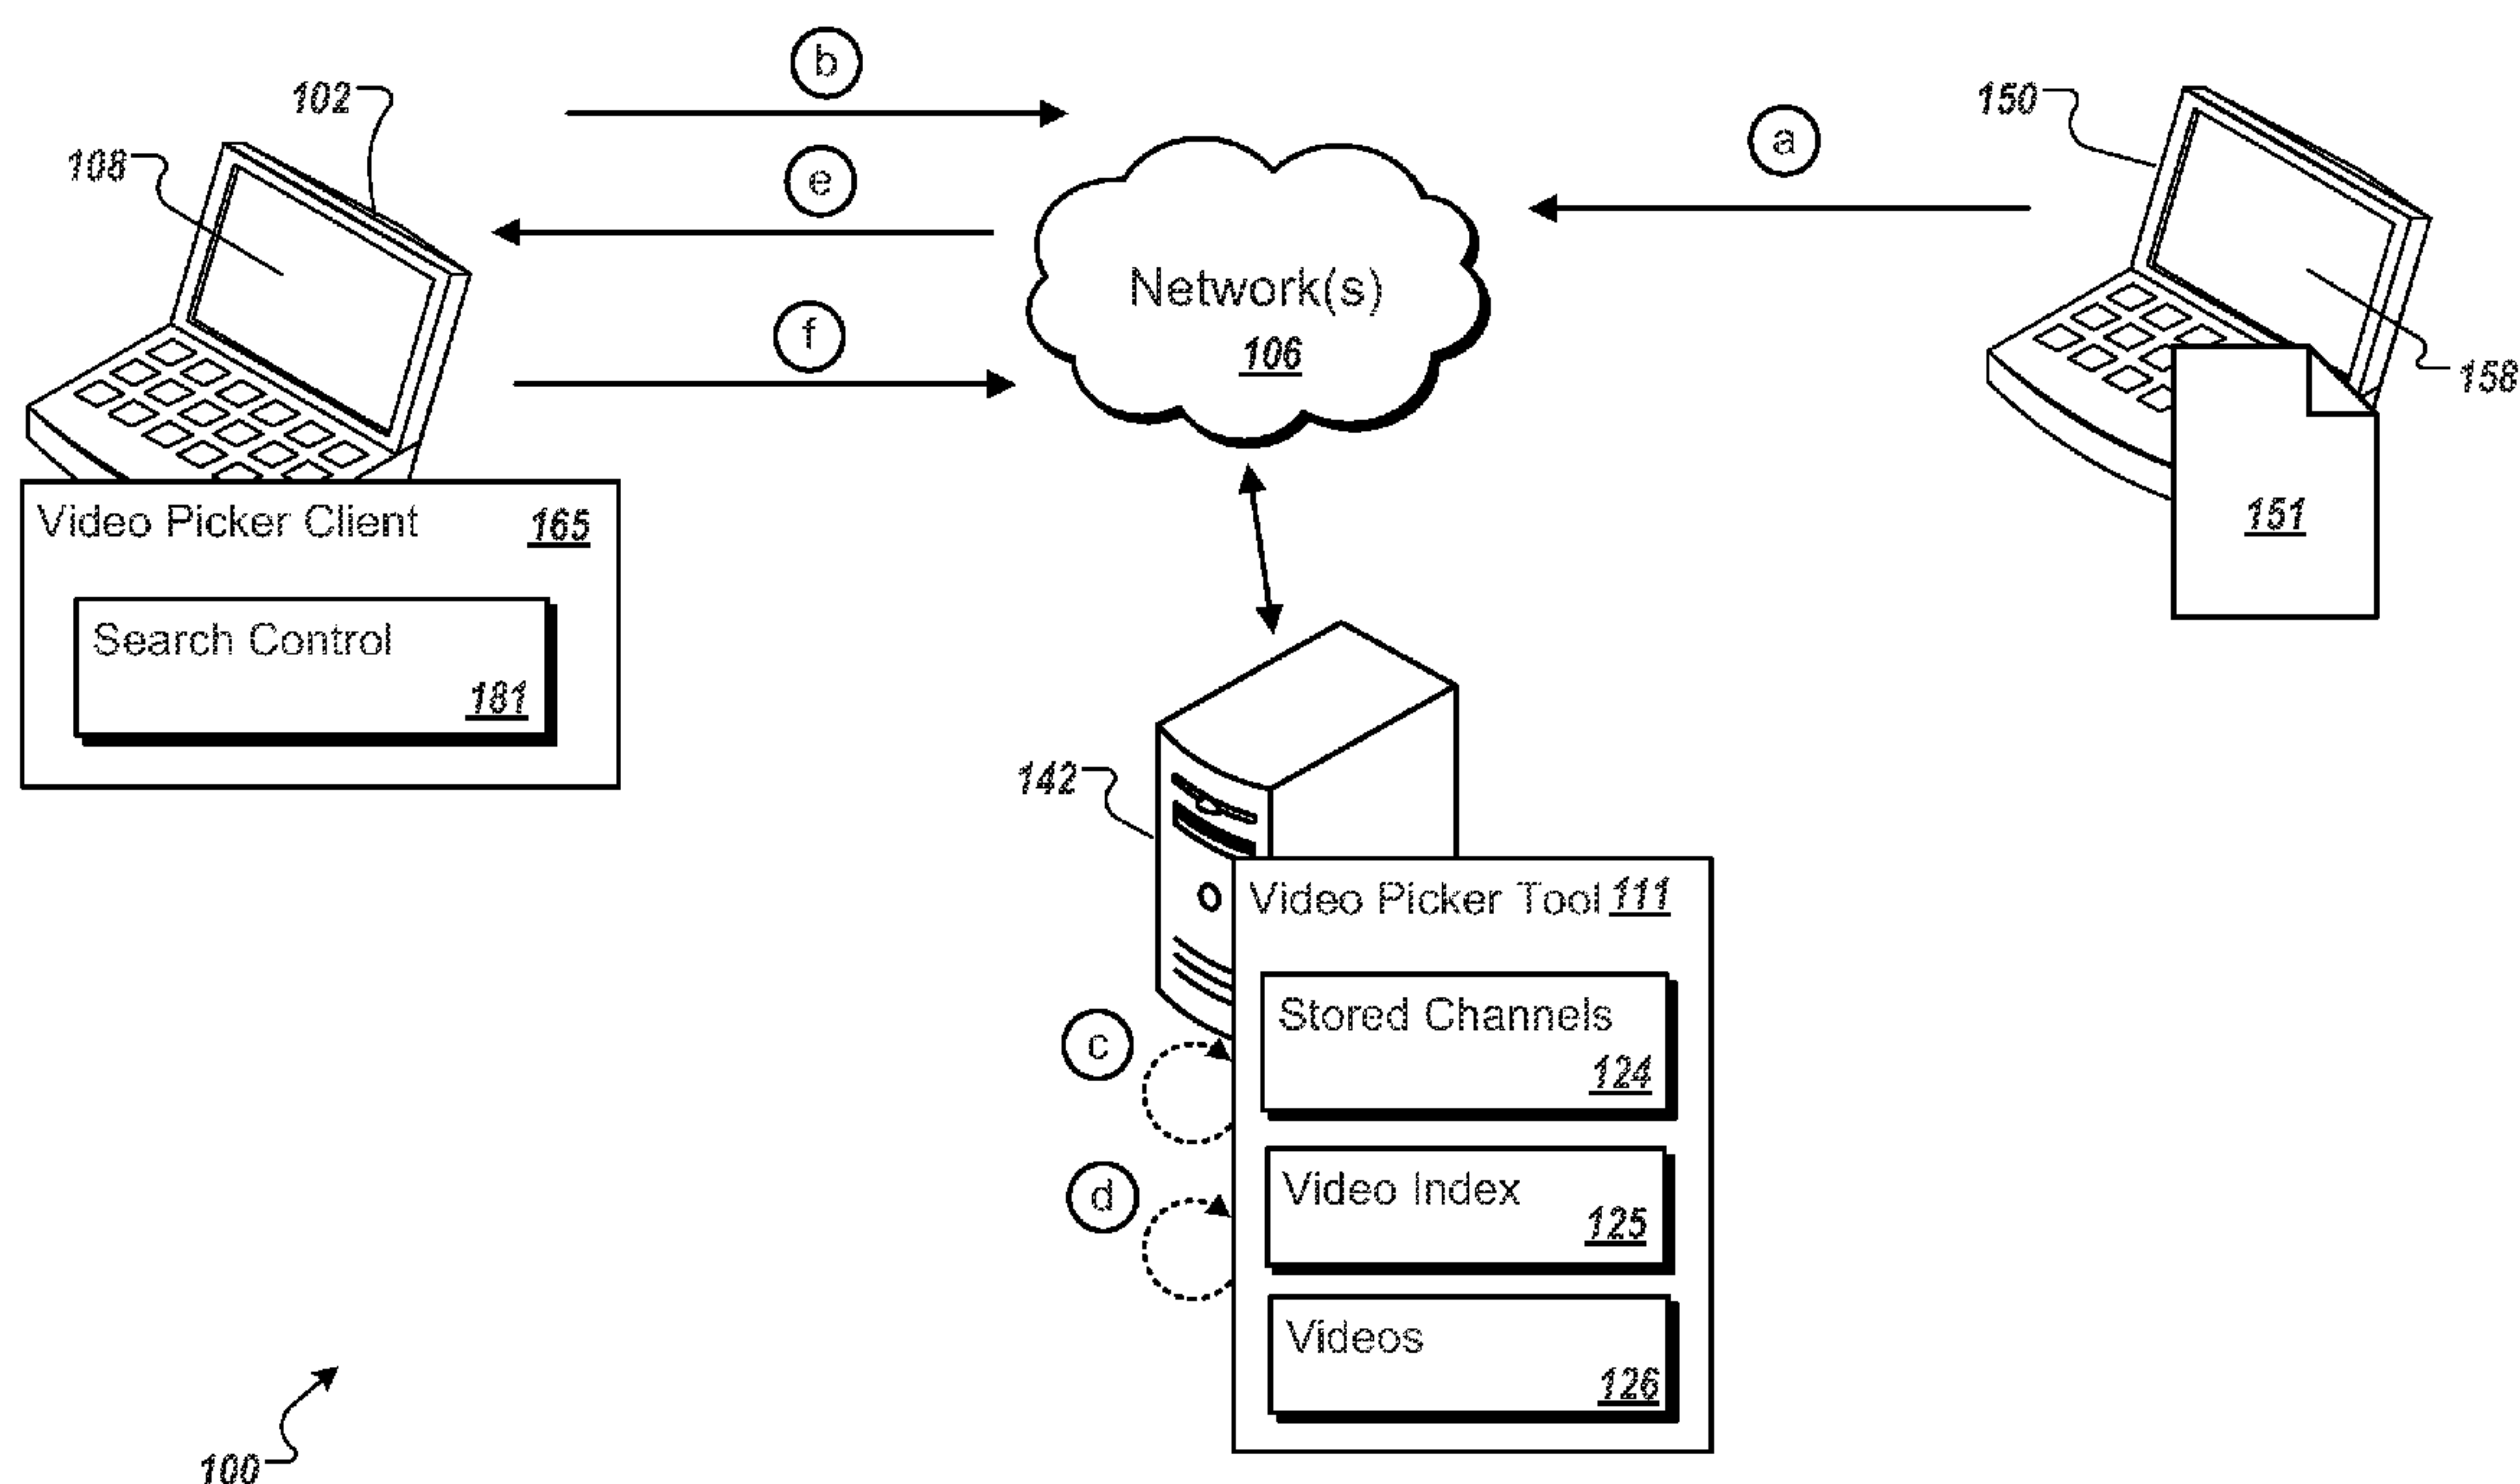 b
102
150
a
108
e
Network(s)
106
f
158
Video Picker Client 165
151
Search Control
181
142
Video Picker Tool 111
Stored Channels
124
c
Video Index
125
d
Videos
126
100